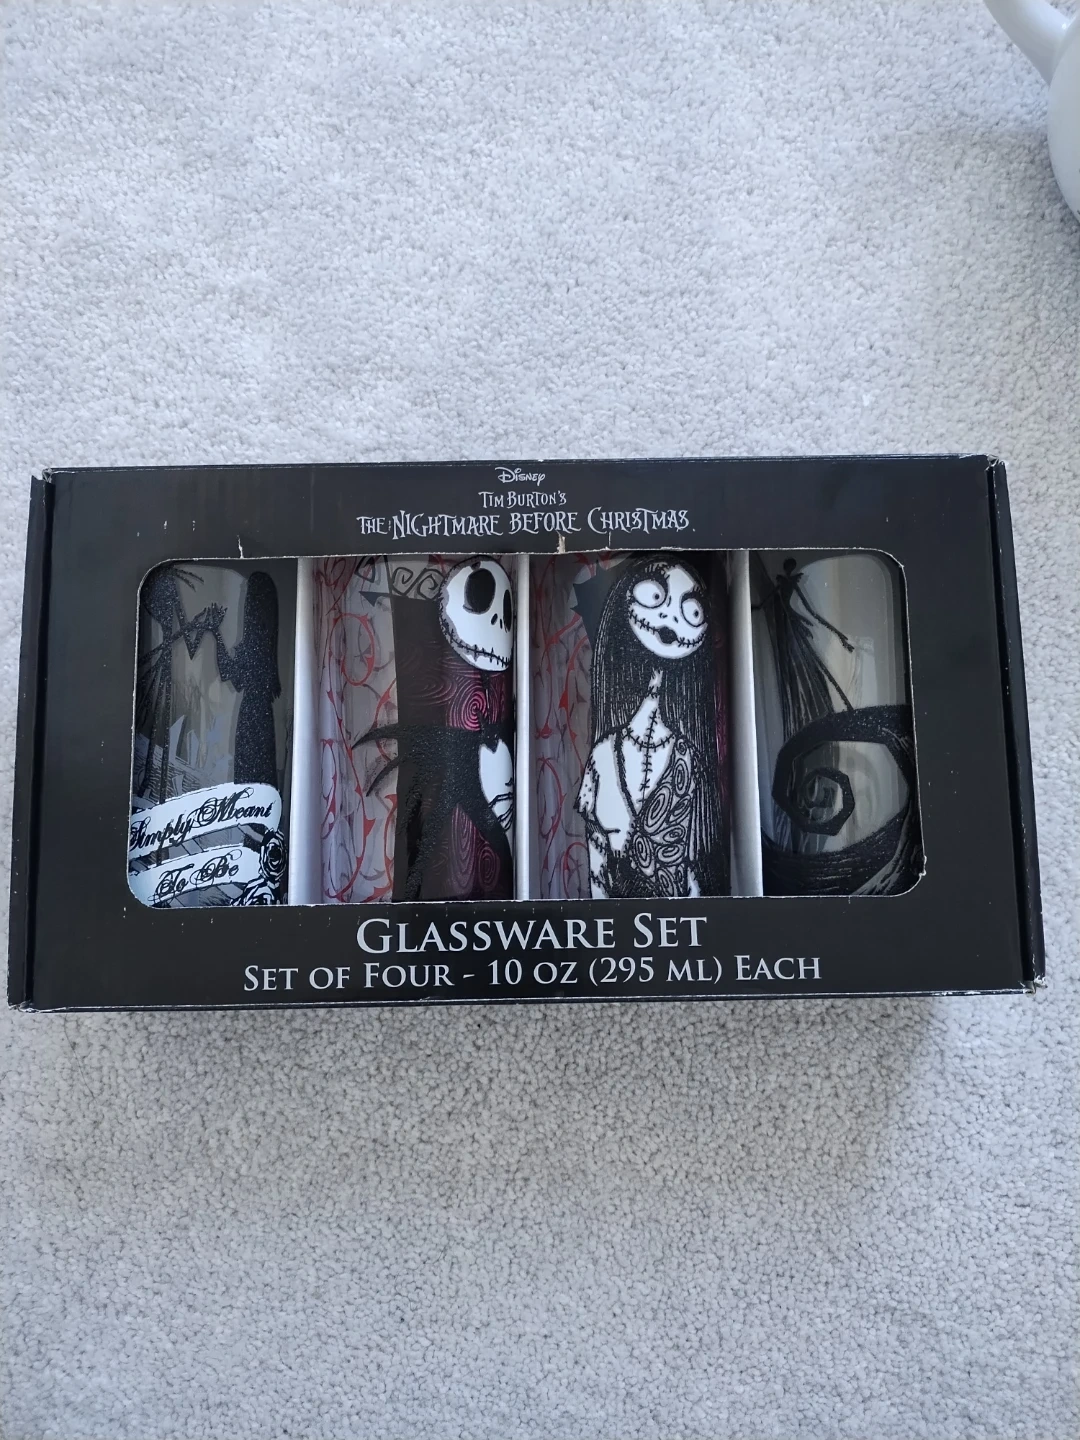 Disney
Tim Burton's
The Nightmare Before Christmas
Simply Meant
To Be
Glassware Set
Set of Four - 10 oz (295 ml) Each